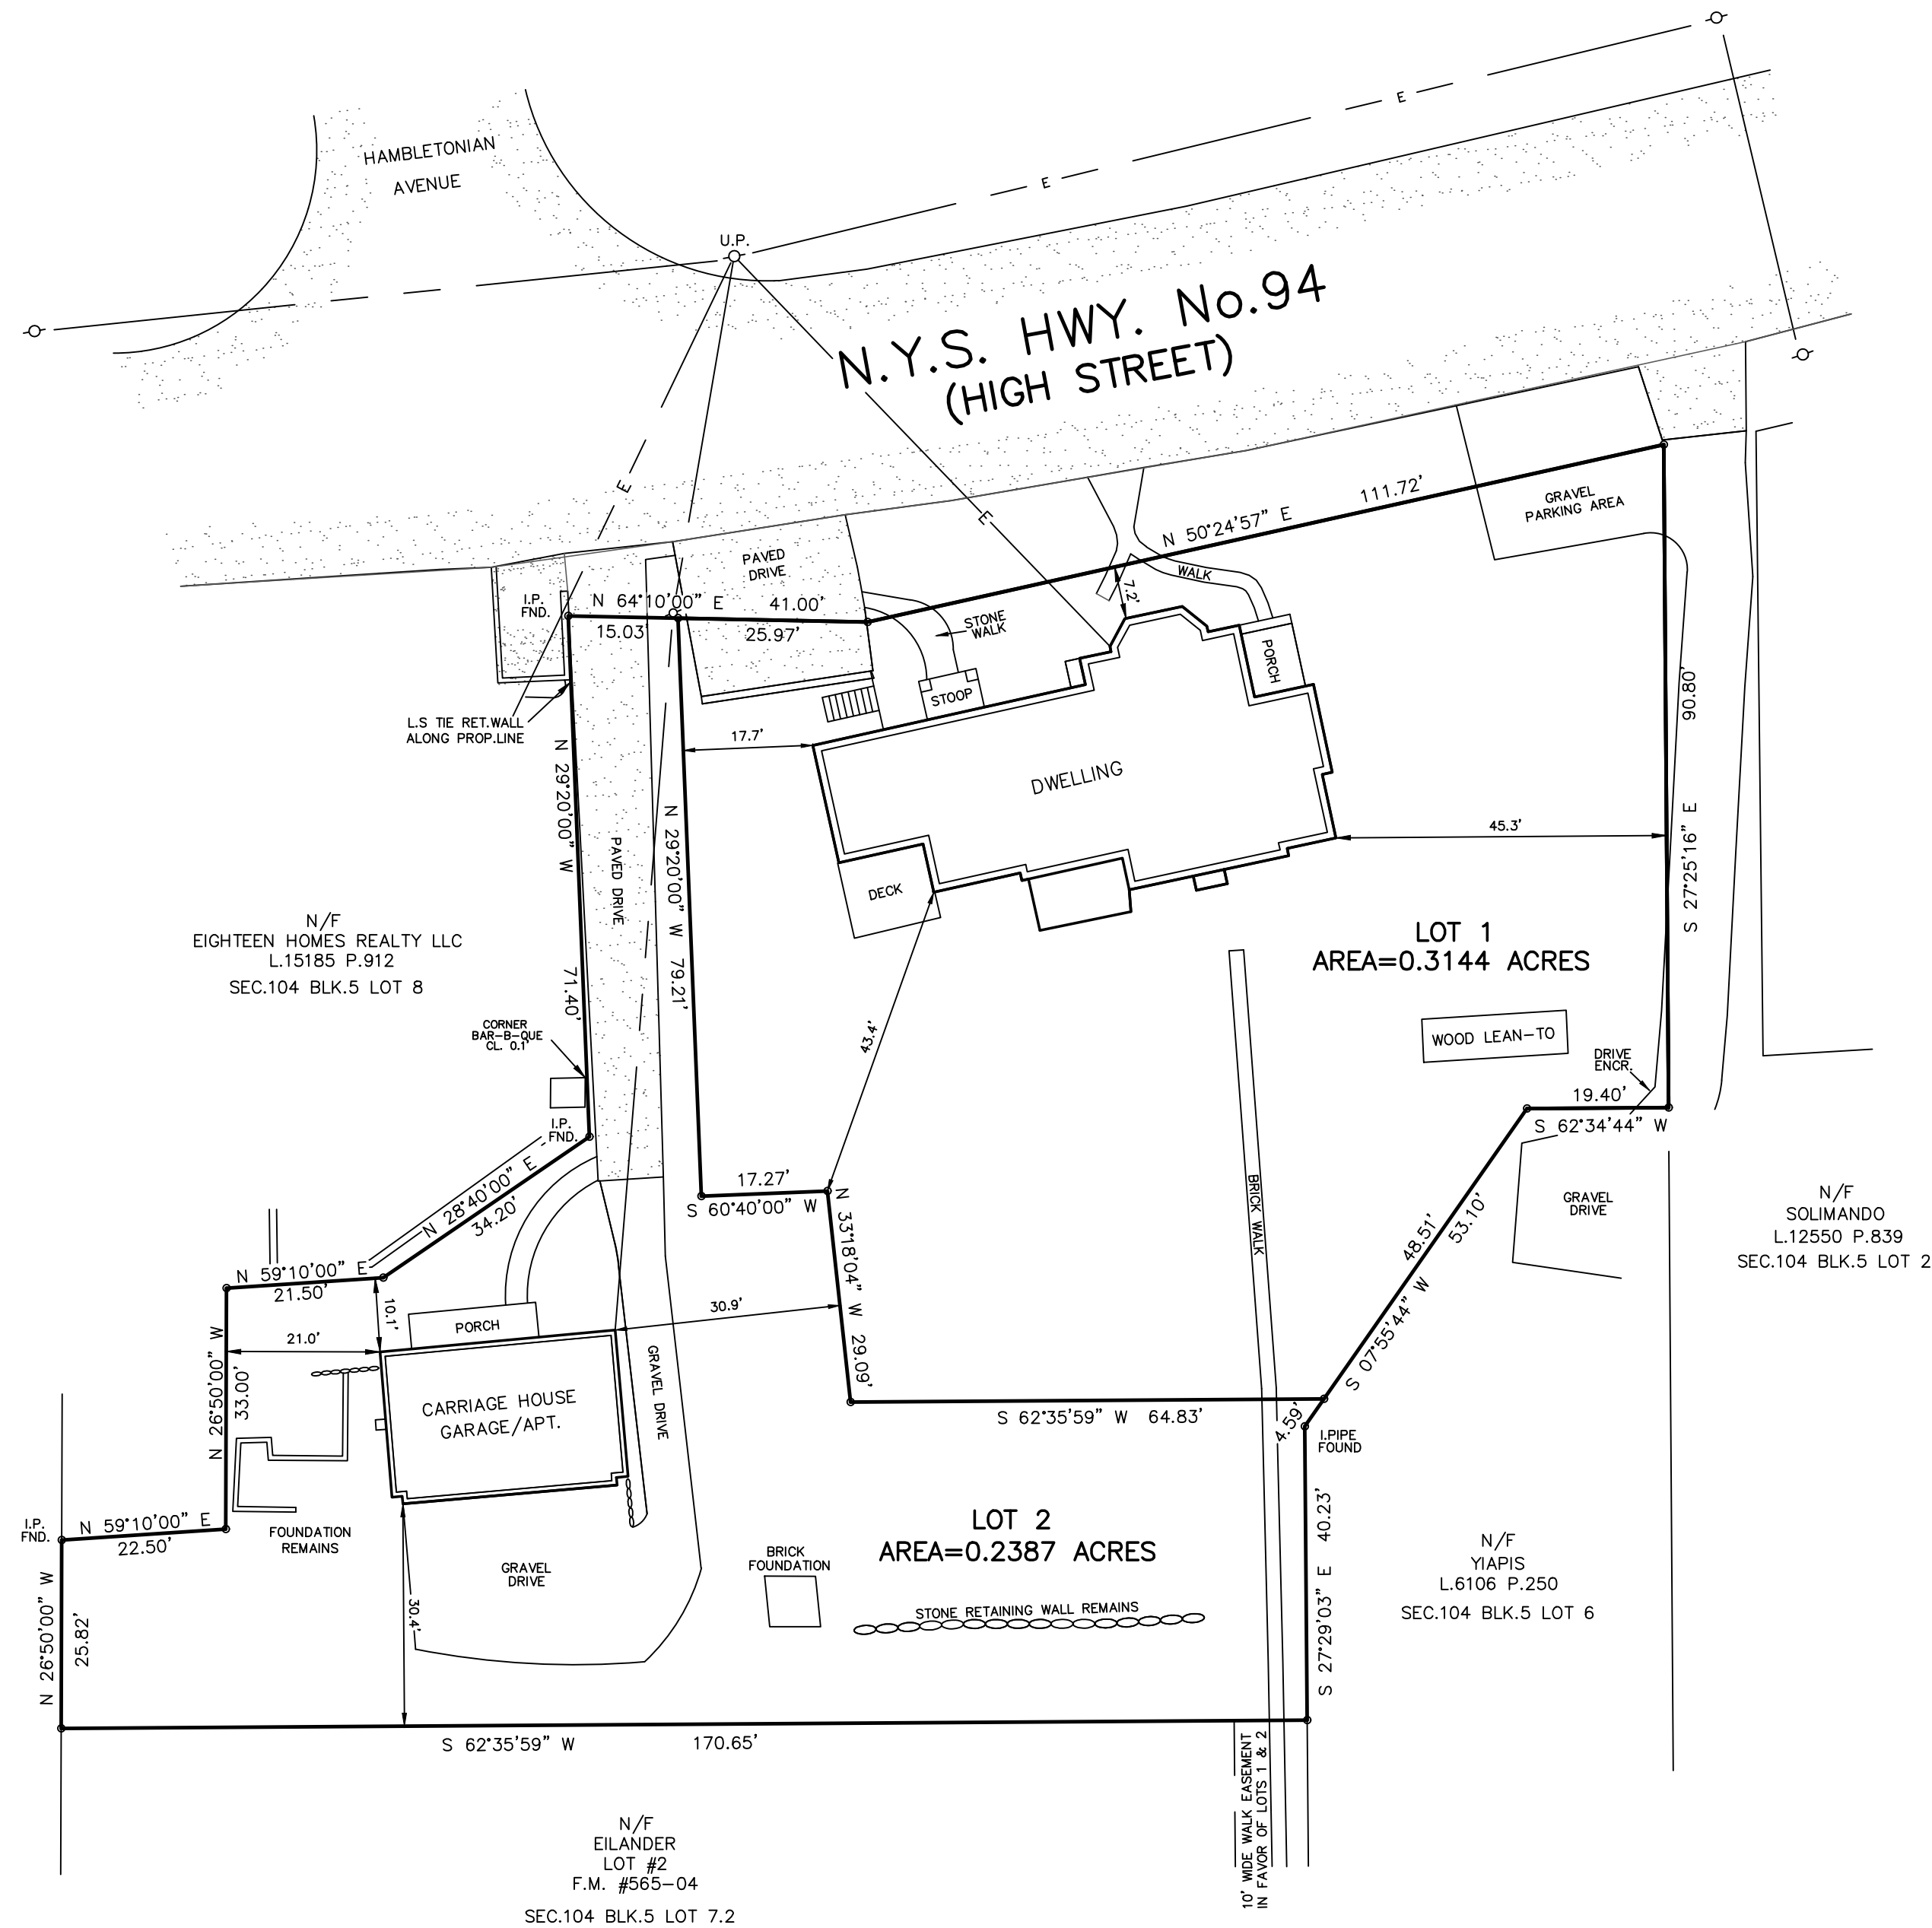 HAMBLETONIAN
AVENUE
E
E
U.P.
N.Y.S. HWY. No.94
(HIGH STREET)
E
E
N 50°24'57" E 111.72'
GRAVEL
PARKING AREA
PAVED
DRIVE
WALK
7.2'
I.P.
FND.
N 64°10'00" E 41.00'
15.03'
25.97'
STONE
WALK
PORCH
STOOP
L.S TIE RET.WALL
ALONG PROP.LINE
17.7'
DWELLING
N 29°20'00" W 71.40'
PAVED DRIVE
N 29°20'00" W 79.21'
45.3'
S 27°25'16" E 90.80'
DECK
N/F
EIGHTEEN HOMES REALTY LLC
L.15185 P.912
SEC.104 BLK.5 LOT 8
LOT 1
AREA=0.3144 ACRES
CORNER
BAR-B-QUE
CL. 0.1'
43.4'
WOOD LEAN-TO
DRIVE
ENCR.
19.40'
S 62°34'44" W
I.P.
FND.
N 28°40'00" E
34.20'
17.27'
S 60°40'00" W
N 33°18'04" W 29.09'
BRICK WALK
GRAVEL
DRIVE
N/F
SOLIMANDO
L.12550 P.839
SEC.104 BLK.5 LOT 2
48.51'
53.10'
S 07°55'44" W
N 59°10'00" E
21.50'
10.1'
30.9'
PORCH
21.0'
N 26°50'00" W
33.00'
CARRIAGE HOUSE
GARAGE/APT.
GRAVEL DRIVE
S 62°35'59" W 64.83'
4.59'
I.PIPE
FOUND
I.P.
FND.
N 59°10'00" E
22.50'
FOUNDATION
REMAINS
GRAVEL
DRIVE
BRICK
FOUNDATION
LOT 2
AREA=0.2387 ACRES
STONE RETAINING WALL REMAINS
S 27°29'03" E 40.23'
N/F
YIAPIS
L.6106 P.250
SEC.104 BLK.5 LOT 6
N 26°50'00" W
25.82'
30.4'
S 62°35'59" W 170.65'
10' WIDE WALK EASEMENT
IN FAVOR OF LOTS 1 & 2
N/F
EILANDER
LOT #2
F.M. #565-04
SEC.104 BLK.5 LOT 7.2